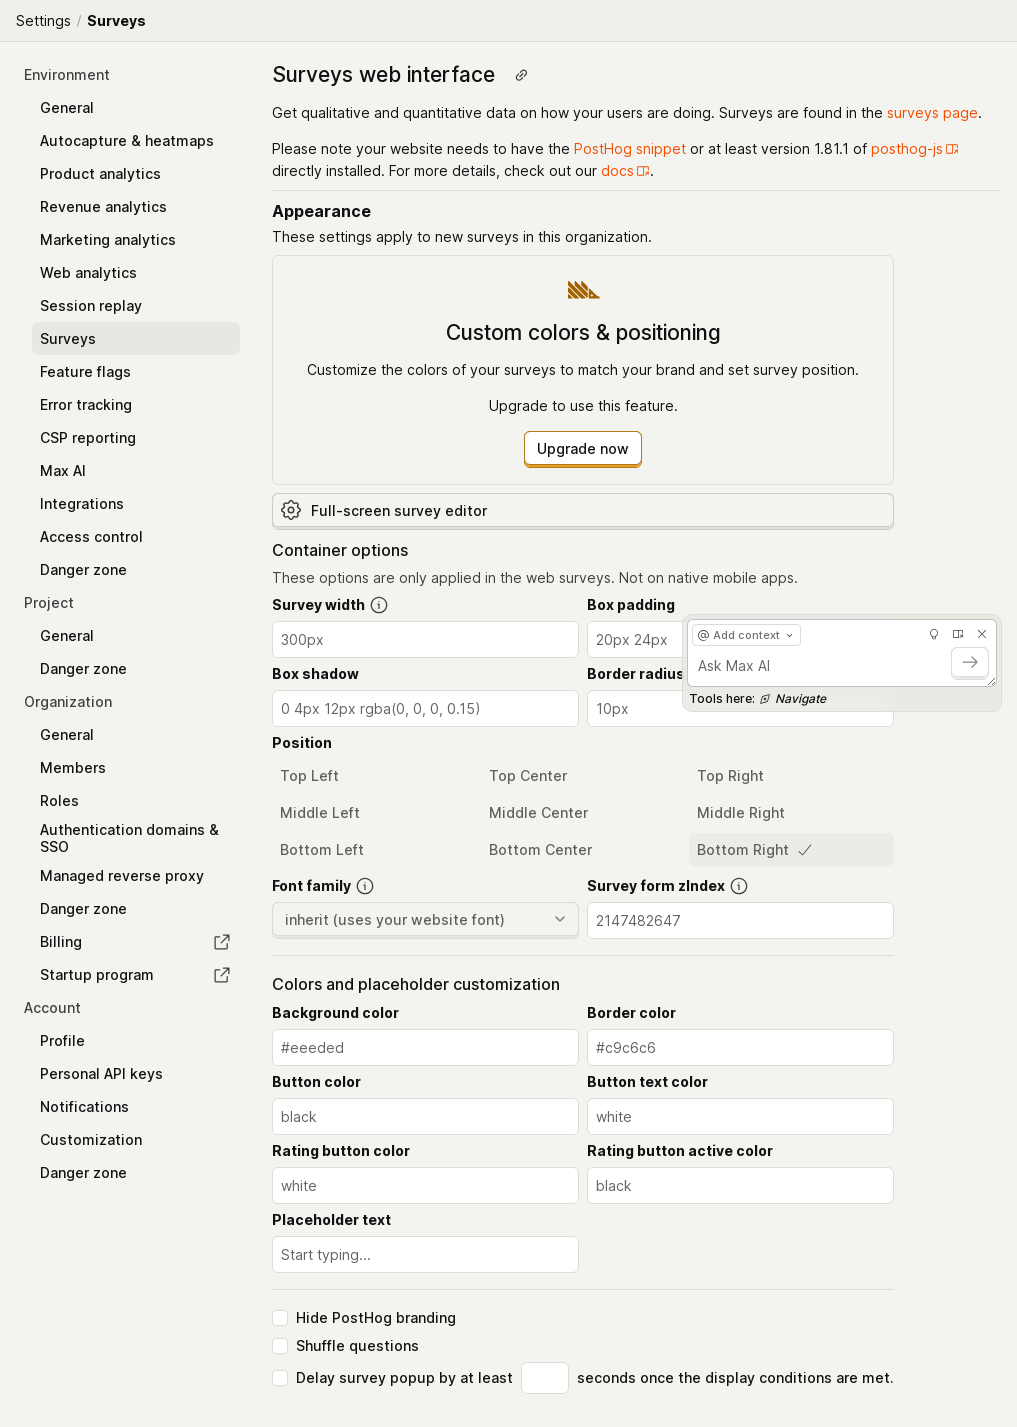 Settings / Surveys
Environment
General
Autocapture & heatmaps
Product analytics
Revenue analytics
Marketing analytics
Web analytics
Session replay
Surveys
Feature flags
Error tracking
CSP reporting
Max AI
Integrations
Access control
Danger zone
Project
General
Danger zone
Organization
General
Members
Roles
Authentication domains &
SSO
Managed reverse proxy
Danger zone
Billing
Startup program
Account
Profile
Personal API keys
Notifications
Customization
Danger zone
Surveys web interface
Get qualitative and quantitative data on how your users are doing. Surveys are found in the surveys page.
Please note your website needs to have the PostHog snippet or at least version 1.81.1 of posthog-js
directly installed. For more details, check out our docs.
Appearance
These settings apply to new surveys in this organization.
Custom colors & positioning
Customize the colors of your surveys to match your brand and set survey position.
Upgrade to use this feature.
Upgrade now
Full-screen survey editor
Container options
These options are only applied in the web surveys. Not on native mobile apps.
Survey width
Box padding
300px
20px 24px
Box shadow
Border radius
0 4px 12px rgba(0, 0, 0, 0.15)
10px
@ Add context
Ask Max AI
Tools here: Navigate
Position
Top Left
Top Center
Top Right
Middle Left
Middle Center
Middle Right
Bottom Left
Bottom Center
Bottom Right
Font family
Survey form zIndex
inherit (uses your website font)
2147482647
Colors and placeholder customization
Background color
Border color
#eeeded
#c9c6c6
Button color
Button text color
black
white
Rating button color
Rating button active color
white
black
Placeholder text
Start typing...
Hide PostHog branding
Shuffle questions
Delay survey popup by at least seconds once the display conditions are met.